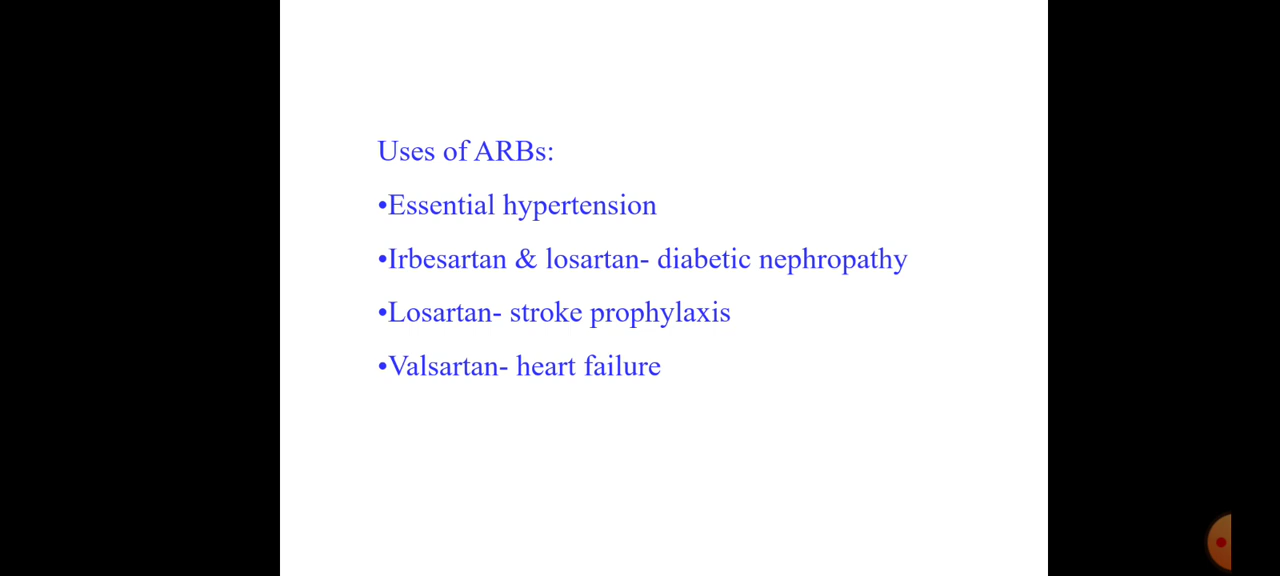 Uses of ARBs:
•Essential hypertension
•Irbesartan & losartan- diabetic nephropathy
•Losartan- stroke prophylaxis
•Valsartan- heart failure